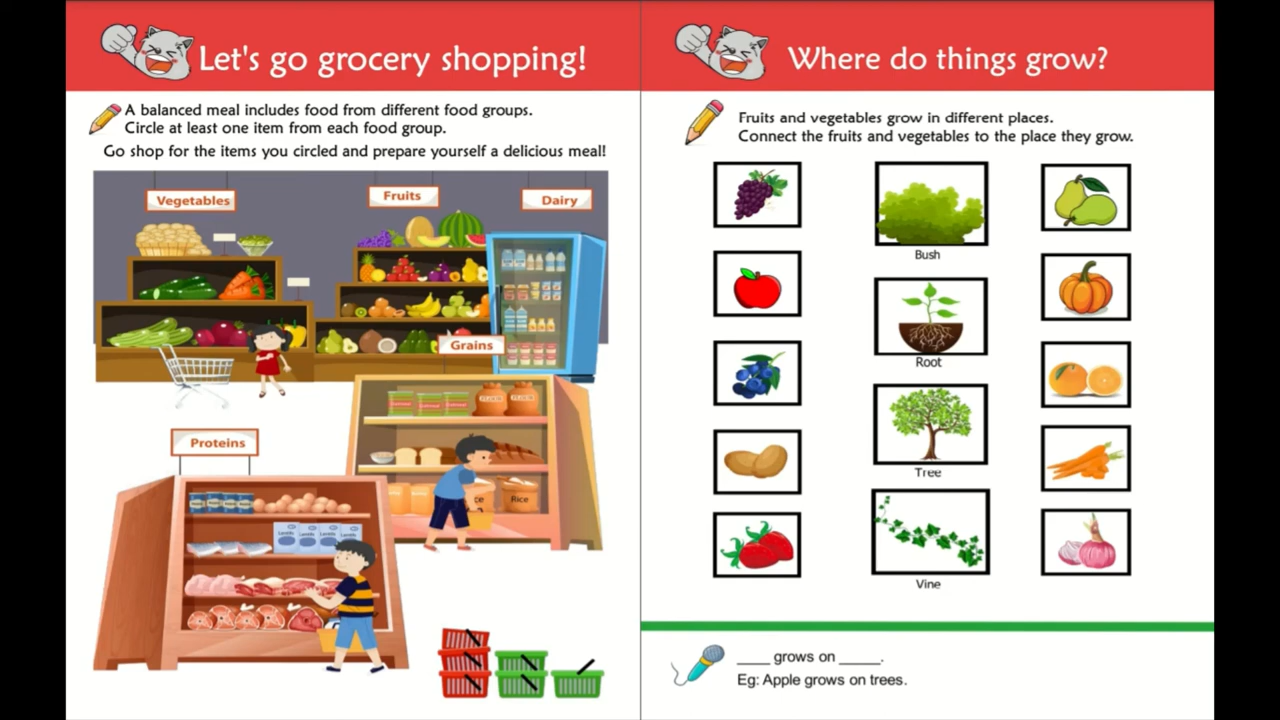 Let's go grocery shopping!
A balanced meal includes food from different food groups.
Circle at least one item from each food group.
Go shop for the items you circled and prepare yourself a delicious meal!
Vegetables
Fruits
Dairy
Grains
Proteins
Rice
Where do things grow?
Fruits and vegetables grow in different places.
Connect the fruits and vegetables to the place they grow.
Bush
Root
Tree
Vine
____ grows on _____.
Eg: Apple grows on trees.